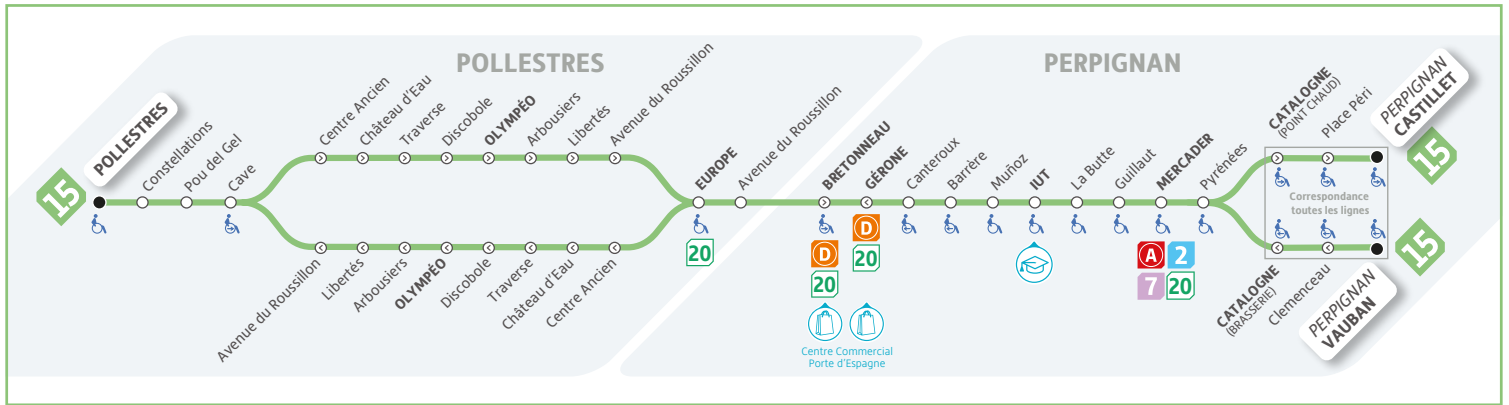 POLLESTRES
PERPIGNAN
15
POLLESTRES
Constellations
Pou del Gel
Cave
Centre Ancien
Château d'Eau
Traverse
Discobole
OLYMPÉO
Arbousiers
Libertés
Avenue du Roussillon
Avenue du Roussillon
Libertés
Arbousiers
OLYMPÉO
Discobole
Traverse
Château d'Eau
Centre Ancien
EUROPE
20
Avenue du Roussillon
BRETONNEAU
D
20
GÉRONE
D
20
Centre Commercial
Porte d'Espagne
Canteroux
Barrère
Muñoz
IUT
La Butte
Guillaut
MERCADER
A 2
7 20
Pyrénées
CATALOGNE
(POINT CHAUD)
Place Péri
PERPIGNAN
CASTILLET
15
Correspondance
toutes les lignes
CATALOGNE
(BRASSERIE)
Clemenceau
PERPIGNAN
VAUBAN
15